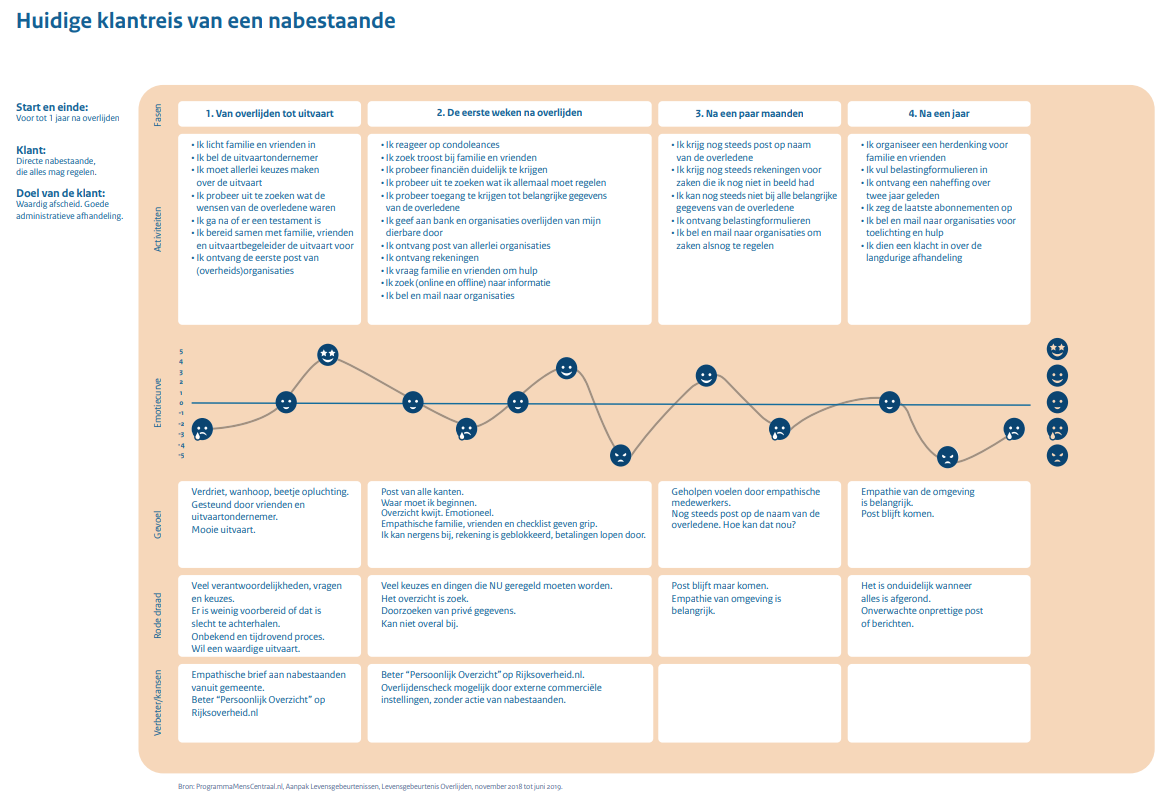 Huidige klantreis van een nabestaande
Start en einde:
Voor tot 1 jaar na overlijden
Klant:
Directe nabestaande,
die alles mag regelen.
Doel van de klant:
Waardig afscheid. Goede
administratieve afhandeling.
Fasen
1. Van overlijden tot uitvaart
2. De eerste weken na overlijden
3. Na een paar maanden
4. Na een jaar
Activiteiten
• Ik licht familie en vrienden in
• Ik bel de uitvaartondernemer
• Ik moet allerlei keuzes maken
over de uitvaart
• Ik probeer uit te zoeken wat de
wensen van de overledene waren
• Ik ga na of er een testament is
• Ik bereid samen met familie, vrienden
en uitvaartbegeleider de uitvaart voor
• Ik ontvang de eerste post van
(overheids)organisaties
• Ik reageer op condoleances
• Ik zoek troost bij familie en vrienden
• Ik probeer financiën duidelijk te krijgen
• Ik probeer uit te zoeken wat ik allemaal moet regelen
• Ik probeer toegang te krijgen tot belangrijke gegevens
van de overledene
• Ik geef aan bank en organisaties overlijden van mijn
dierbare door
• Ik ontvang post van allerlei organisaties
• Ik ontvang rekeningen
• Ik vraag familie en vrienden om hulp
• Ik zoek (online en offline) naar informatie
• Ik bel en mail naar organisaties
• Ik krijg nog steeds post op naam
van de overledene
• Ik krijg nog steeds rekeningen voor
zaken die ik nog niet in beeld had
• Ik kan nog steeds niet bij alle belangrijke
gegevens van de overledene
• Ik ontvang belastingformulieren
• Ik bel en mail naar organisaties om
zaken alsnog te regelen
• Ik organiseer een herdenking voor
familie en vrienden
• Ik vul belastingformulieren in
• Ik ontvang een naheffing over
twee jaar geleden
• Ik zeg de laatste abonnementen op
• Ik bel en mail naar organisaties voor
toelichting en hulp
• Ik dien een klacht in over de
langdurige afhandeling
Emotiecurve
5
4
3
2
1
0
-1
-2
-3
-4
-5
Gevoel
Verdriet, wanhoop, beetje opluchting.
Gesteund door vrienden en
uitvaartondernemer.
Mooie uitvaart.
Post van alle kanten.
Waar moet ik beginnen.
Overzicht kwijt. Emotioneel.
Empathische familie, vrienden en checklist geven grip.
Ik kan nergens bij, rekening is geblokkeerd, betalingen lopen door.
Geholpen voelen door empathische
medewerkers.
Nog steeds post op de naam van de
overledene. Hoe kan dat nou?
Empathie van de omgeving
is belangrijk.
Post blijft komen.
Rode draad
Veel verantwoordelijkheden, vragen
en keuzes.
Er is weinig voorbereid of dat is
slecht te achterhalen.
Onbekend en tijdrovend proces.
Wil een waardige uitvaart.
Veel keuzes en dingen die NU geregeld moeten worden.
Het overzicht is zoek.
Doorzoeken van privé gegevens.
Kan niet overal bij.
Post blijft maar komen.
Empathie van omgeving is
belangrijk.
Het is onduidelijk wanneer
alles is afgerond.
Onverwachte onprettige post
of berichten.
Verbeter/kansen
Empathische brief aan nabestaanden
vanuit gemeente.
Beter “Persoonlijk Overzicht” op
Rijksoverheid.nl
Beter “Persoonlijk Overzicht” op Rijksoverheid.nl.
Overlijdenscheck mogelijk door externe commerciële
instellingen, zonder actie van nabestaanden.
Bron: ProgrammaMensCentraal.nl, Aanpak Levensgebeurtenissen, Levensgebeurtenis Overlijden, november 2018 tot juni 2019.